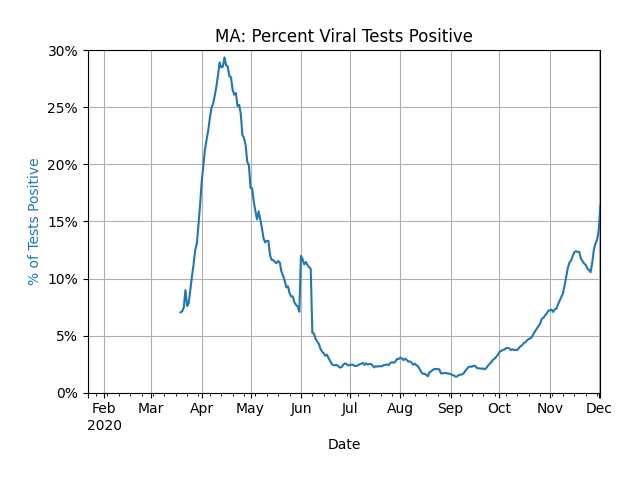 MA: Percent Viral Tests Positive
30%
25%
20%
15%
10%
5%
0%
% of Tests Positive
Feb Mar Apr May Jun Jul Aug Sep Oct Nov Dec
2020
Date